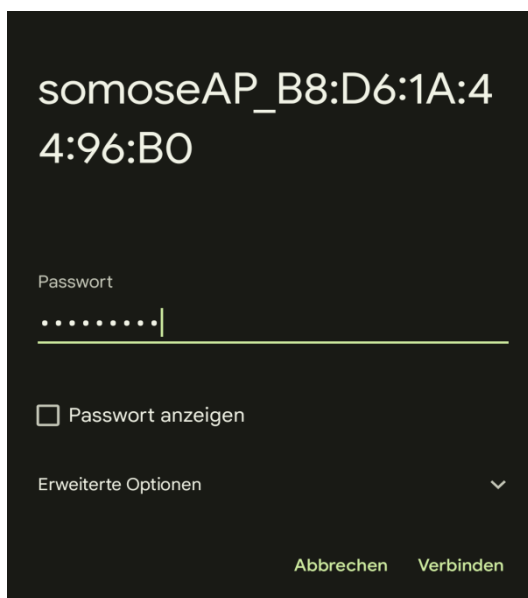 somoseAP_B8:D6:1A:4
4:96:B0
Passwort
•••••••••
Passwort anzeigen
Erweiterte Optionen
Abbrechen Verbinden